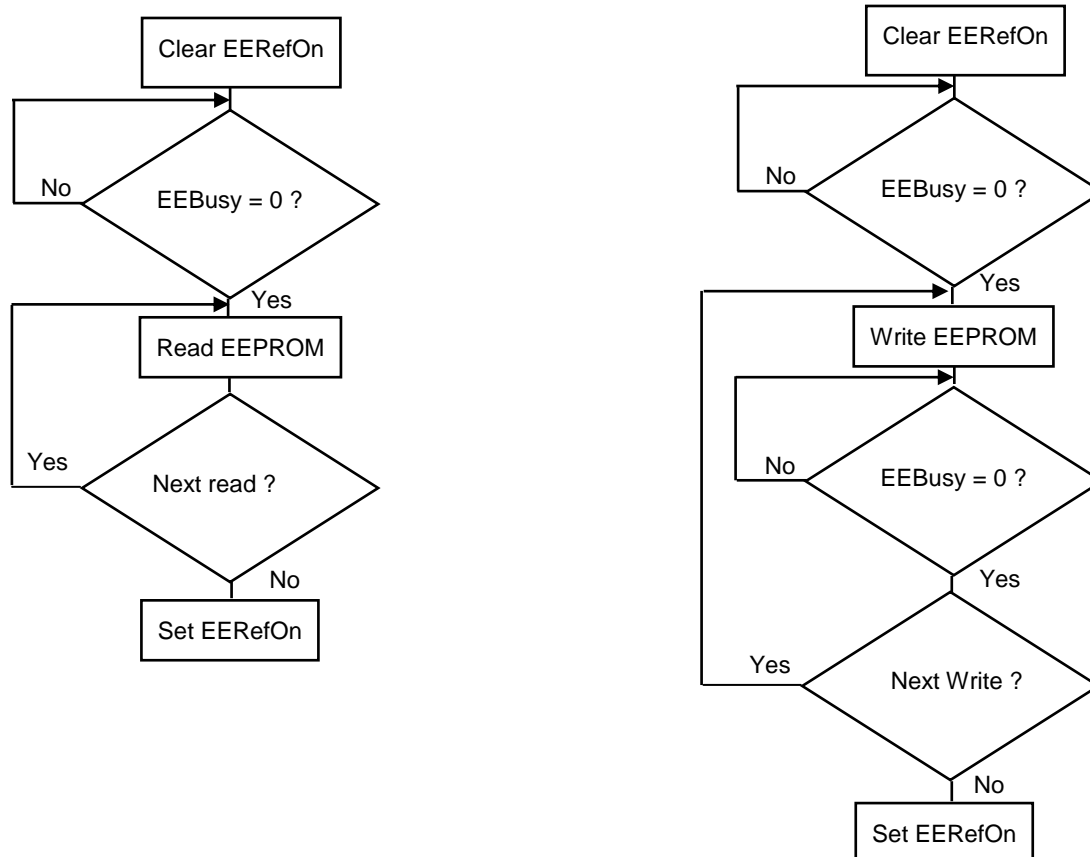 Clear EERefOn
No
EEBusy = 0 ?
Yes
Read EEPROM
Yes
Next read ?
No
Set EERefOn
Clear EERefOn
No
EEBusy = 0 ?
Yes
Write EEPROM
No
EEBusy = 0 ?
Yes
Yes
Next Write ?
No
Set EERefOn